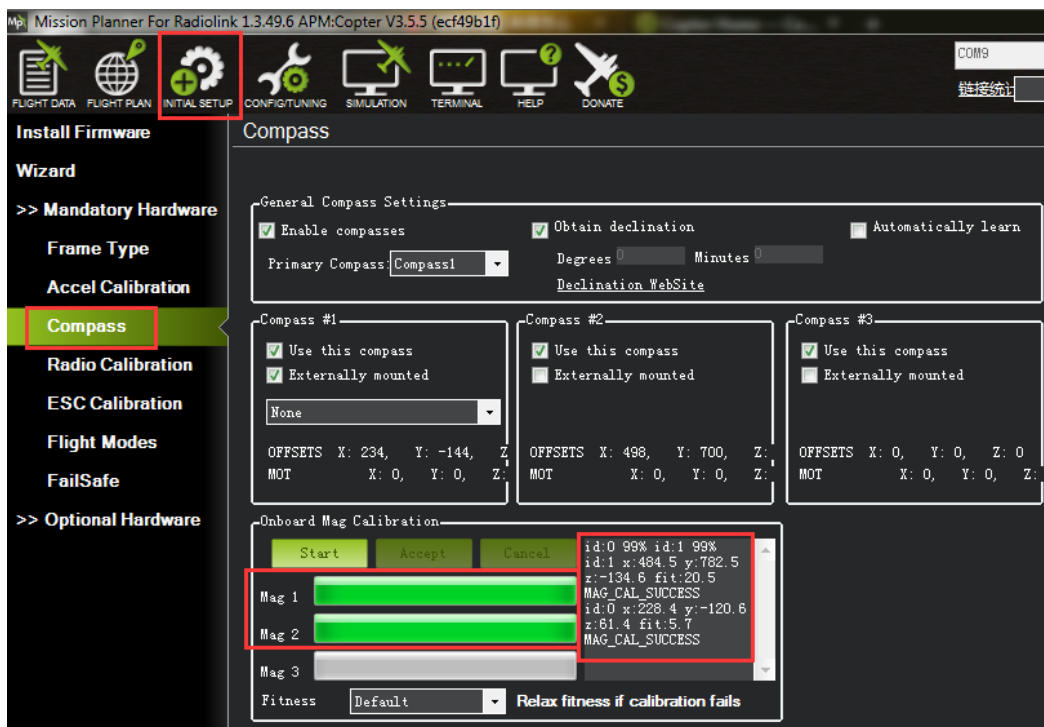 Mission Planner For Radiolink 1.3.49.6 APM:Copter V3.5.5 (ecf49b1f)
FLIGHT DATA FLIGHT PLAN INITIAL SETUP CONFIG/TUNING SIMULATION TERMINAL HELP DONATE
COM9
链接统计
Install Firmware
Compass
Wizard
>> Mandatory Hardware
Frame Type
Accel Calibration
Compass
Radio Calibration
ESC Calibration
Flight Modes
FailSafe
>> Optional Hardware
General Compass Settings
Enable compasses Obtain declination Automatically learn
Primary Compass: Compass1 Degrees 0 Minutes 0
Declination WebSite
Compass #1 Compass #2 Compass #3
Use this compass Use this compass Use this compass
Externally mounted Externally mounted Externally mounted
None
OFFSETS X: 234, Y: -144, Z OFFSETS X: 498, Y: 700, Z: OFFSETS X: 0, Y: 0, Z: 0
MOT X: 0, Y: 0, Z: MOT X: 0, Y: 0, Z: MOT X: 0, Y: 0, Z:
Onboard Mag Calibration
Start Accept Cancel
id:0 99% id:1 99%
id:1 x:484.5 y:782.5
z:-134.6 fit:20.5
MAG_CAL_SUCCESS
id:0 x:228.4 y:-120.6
z:61.4 fit:5.7
MAG_CAL_SUCCESS
Mag 1
Mag 2
Mag 3
Fitness Default Relax fitness if calibration fails